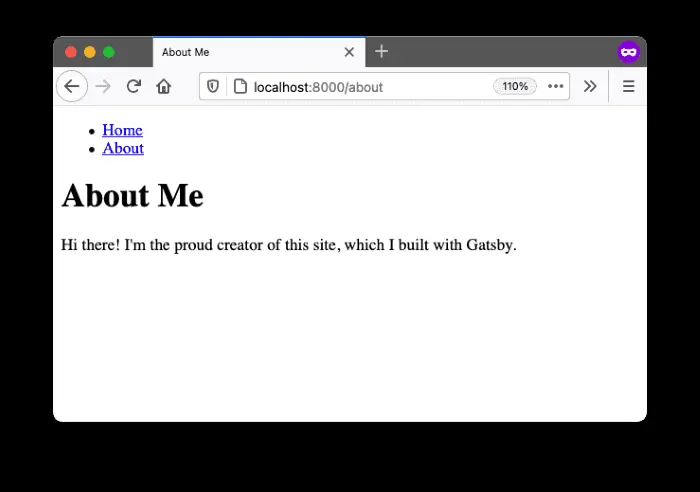 About Me
localhost:8000/about
110%
Home
About
About Me
Hi there! I'm the proud creator of this site, which I built with Gatsby.